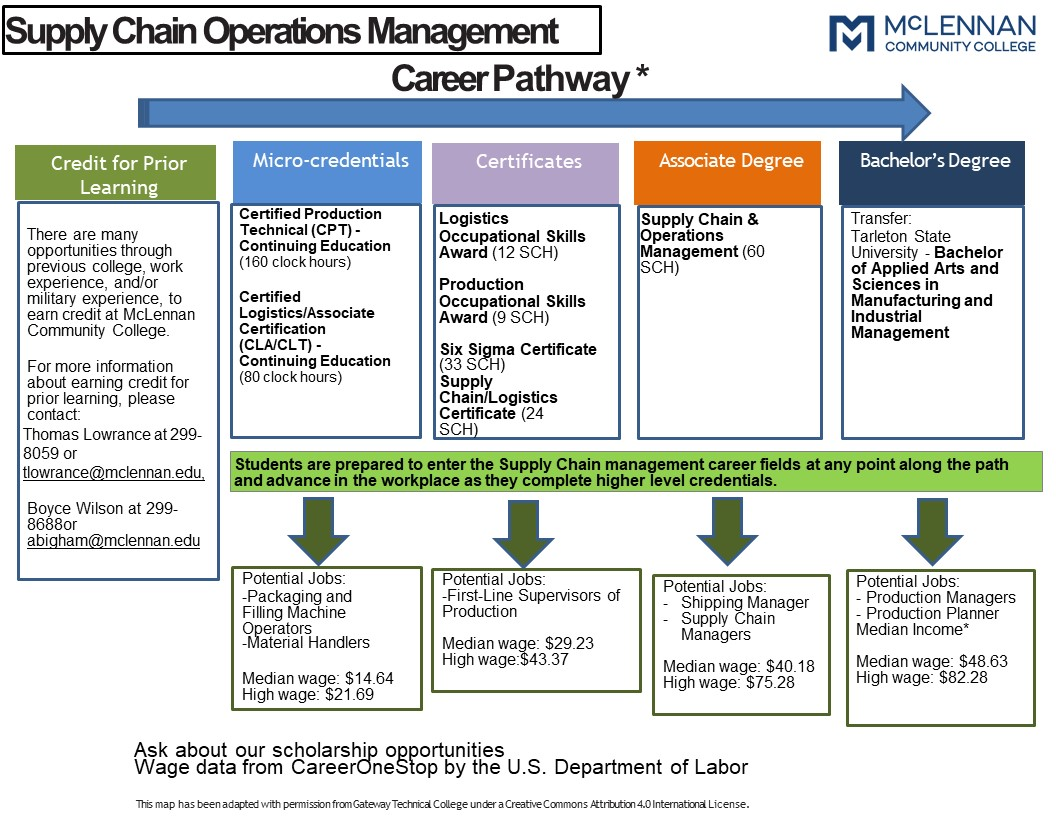 Supply Chain Operations Management
McLENNAN
COMMUNITY COLLEGE
Career Pathway *
Credit for Prior
Learning
There are many
opportunities through
previous college, work
experience, and/or
military experience, to
earn credit at McLennan
Community College.
For more information
about earning credit for
prior learning, please
contact:
Thomas Lowrance at 299-
8059 or
tlowrance@mclennan.edu,
Boyce Wilson at 299-
8688or
abigham@mclennan.edu
Micro-credentials
Certified Production
Technical (CPT) -
Continuing Education
(160 clock hours)
Certified
Logistics/Associate
Certification
(CLA/CLT) -
Continuing Education
(80 clock hours)
Certificates
Logistics
Occupational Skills
Award (12 SCH)
Production
Occupational Skills
Award (9 SCH)
Six Sigma Certificate
(33 SCH)
Supply
Chain/Logistics
Certificate (24
SCH)
Associate Degree
Supply Chain &
Operations
Management (60
SCH)
Bachelor's Degree
Transfer:
Tarleton State
University - Bachelor
of Applied Arts and
Sciences in
Manufacturing and
Industrial
Management
Students are prepared to enter the Supply Chain management career fields at any point along the path
and advance in the workplace as they complete higher level credentials.
Potential Jobs:
-Packaging and
Filling Machine
Operators
-Material Handlers
Median wage: $14.64
High wage: $21.69
Potential Jobs:
-First-Line Supervisors of
Production
Median wage: $29.23
High wage:$43.37
Potential Jobs:
- Shipping Manager
- Supply Chain
Managers
Median wage: $40.18
High wage: $75.28
Potential Jobs:
- Production Managers
- Production Planner
Median Income*
Median wage: $48.63
High wage: $82.28
Ask about our scholarship opportunities
Wage data from CareerOneStop by the U.S. Department of Labor
This map has been adapted with permission from Gateway Technical College under a Creative Commons Attribution 4.0 International License.